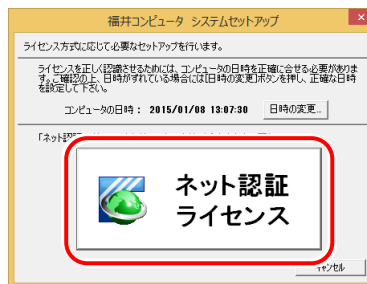 福井コンピュータ システムセットアップ
ライセンス方式に応じて必要なセットアップを行います。
ライセンスを正しく認識させるためには、コンピュータの日時を正確に合せる必要がありま
す。ご確認の上、日時がずれている場合には[日時の変更]ボタンを押し、正確な日時
を設定して下さい。
コンピュータの日時： 2015/01/08 13:07:30 日時の変更...
「ネット認証
ネット認証
ライセンス
キャンセル